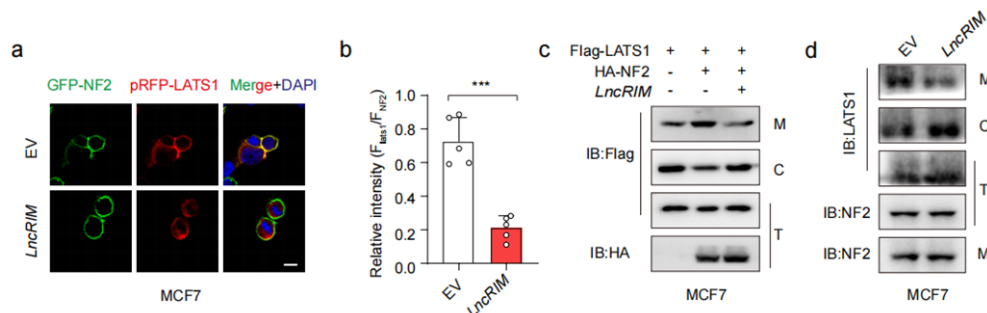 a
GFP-NF2 pRFP-LATS1 Merge+DAPI
EV
LncRIM
MCF7
b
Relative intensity (F_lats1/F_NF2)
***
1.0
0.8
0.6
0.4
0.2
0.0
EV
LncRIM
c
Flag-LATS1 + + +
HA-NF2 - + +
LncRIM - - +
IB:Flag
M
C
T
IB:HA
MCF7
d
EV LncRIM
IB:LATS1
M
C
T
IB:NF2
IB:NF2 M
MCF7